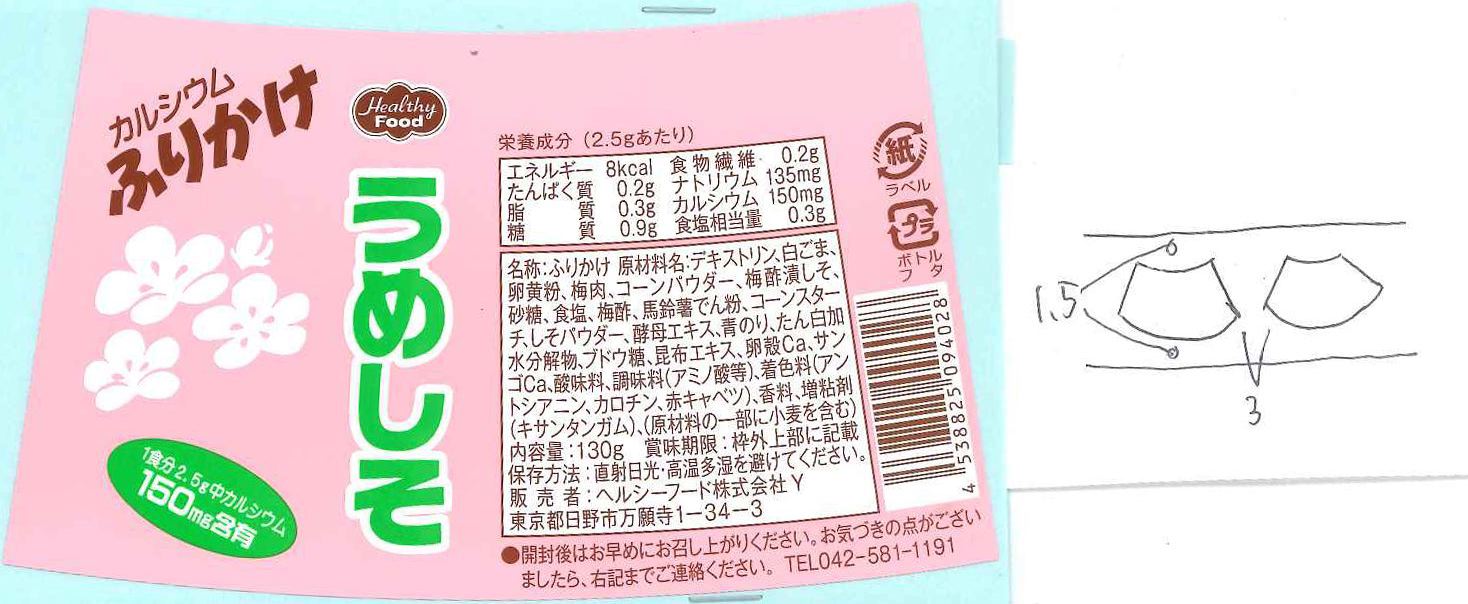 カルシウム
ふりかけ
Healthy
Food
うめしそ
1食分2.5g中カルシウム
150mg含有
栄養成分(2.5gあたり)
エネルギー 8kcal 食物繊維 0.2g
たんぱく質 0.2g ナトリウム 135mg
脂質 0.3g カルシウム 150mg
糖質 0.9g 食塩相当量 0.3g
名称:ふりかけ 原材料名:デキストリン、白ごま、
卵黄粉、梅肉、コーンパウダー、梅酢漬しそ、
砂糖、食塩、梅酢、馬鈴薯でん粉、コーンスター
チ、しそパウダー、酵母エキス、青のり、たん白加
水分解物、ブドウ糖、昆布エキス、卵殻Ca、サン
ゴCa、酸味料、調味料(アミノ酸等)、着色料(アン
トシアニン、カロチン、赤キャベツ)、香料、増粘剤
(キサンタンガム)、(原材料の一部に小麦を含む)
内容量:130g 賞味期限:枠外上部に記載
保存方法:直射日光・高温多湿を避けてください。
販売者:ヘルシーフード株式会社 Y
東京都日野市万願寺1-34-3
●開封後はお早めにお召し上がりください。お気づきの点がござい
ましたら、右記までご連絡ください。 TEL042-581-1191
紙
ラベル
プラ
ボトル
フタ
4 538825 094028
1.5
3